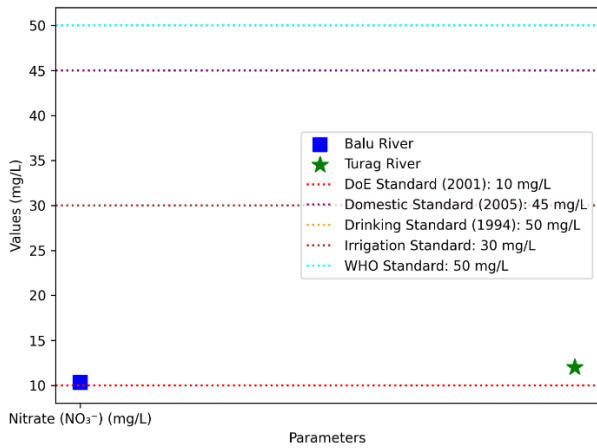 50
45
40
35
30
25
20
15
10
Values (mg/L)
Balu River
Turag River
DoE Standard (2001): 10 mg/L
Domestic Standard (2005): 45 mg/L
Drinking Standard (1994): 50 mg/L
Irrigation Standard: 30 mg/L
WHO Standard: 50 mg/L
Nitrate (NO₃⁻) (mg/L)
Parameters